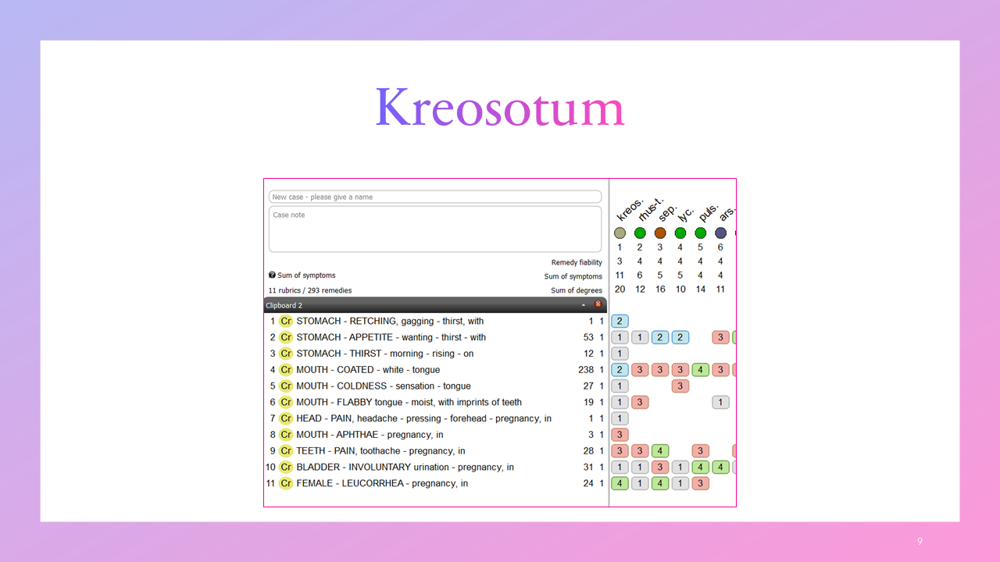 Kreosotum
New case - please give a name
Case note
kreos. rhus-t. sep. lyc. puls. ars.
1 2 3 4 5 6
Remedy fiability 3 4 4 4 4 4
Sum of symptoms Sum of symptoms 11 6 5 5 4 4
11 rubrics / 293 remedies Sum of degrees 20 12 16 10 14 11
Clipboard 2
1 Cr STOMACH - RETCHING, gagging - thirst, with 1 1 2
2 Cr STOMACH - APPETITE - wanting - thirst - with 53 1 1 1 2 2 3
3 Cr STOMACH - THIRST - morning - rising - on 12 1 1
4 Cr MOUTH - COATED - white - tongue 238 1 2 3 3 3 4 3
5 Cr MOUTH - COLDNESS - sensation - tongue 27 1 1 3
6 Cr MOUTH - FLABBY tongue - moist, with imprints of teeth 19 1 1 3 1
7 Cr HEAD - PAIN, headache - pressing - forehead - pregnancy, in 1 1 1
8 Cr MOUTH - APHTHAE - pregnancy, in 3 1 3
9 Cr TEETH - PAIN, toothache - pregnancy, in 28 1 3 3 4 3
10 Cr BLADDER - INVOLUNTARY urination - pregnancy, in 31 1 1 1 3 1 4 4
11 Cr FEMALE - LEUCORRHEA - pregnancy, in 24 1 4 1 4 1 3
9